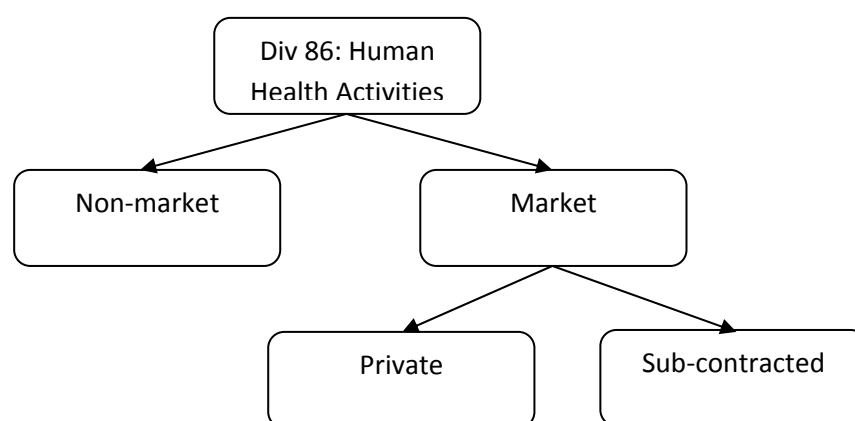 Div 86: Human
Health Activities
Non-market
Market
Private
Sub-contracted